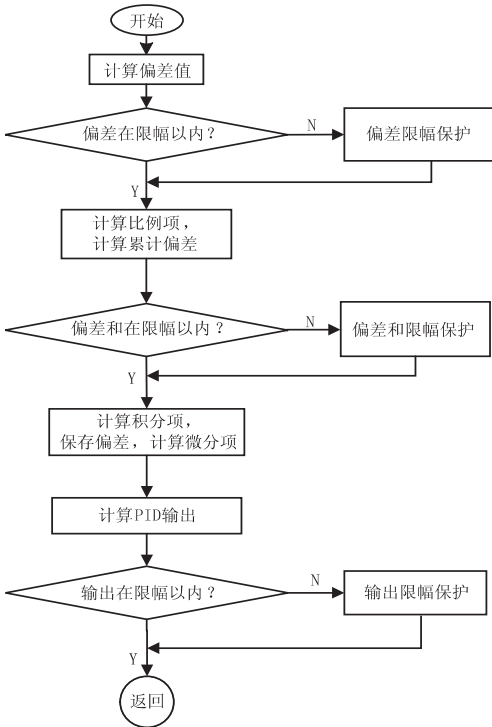 开始
计算偏差值
偏差在限幅以内？
N
偏差限幅保护
Y
计算比例项，
计算累计偏差
偏差和在限幅以内？
N
偏差和限幅保护
Y
计算积分项，
保存偏差，计算微分项
计算PID输出
输出在限幅以内？
N
输出限幅保护
Y
返回